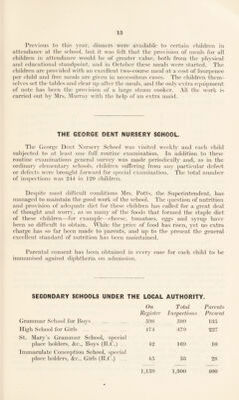 13
Previous to this year, dinners were available to certain children in
attendance at the school, but it was felt that the provision of meals for all
children in attendance would be of greater value, both from the physical
and educational standpoint, and in October these meals were started. The
children are provided with an excellent two-course meal at a cost of fourpence
per child and free meals are given in necessitous cases. The children them-
selves set the tables and clear up after the meals, and the only extra equipment
of note has been the provision of a large steam cooker. All the work is
carried out by Mrs. Murray with the help of an extra maid.
THE GEORGE DENT NURSERY SCHOOL.
The George Dent Nursery School was visited weekly and each child
subjected to at least one full routine examination. In addition to these
routine examinations general survey was made periodically and, as in the
ordinary elementary schools, children suffering from any particular defect
or defects were brought forward for special examination. The total number
of inspections was 244 in 129 children.
Despite most difficult conditions Mrs. Potts, the Superintendent, has
managed to maintain the good work of the school. The question of nutrition
and provision of adequate diet for these children has called for a great deal
of thought and worry, as so many of the foods that formed the staple diet
of these children—for example—cheese, tomatoes, eggs and syrup have
been so difficult to obtain. While the price of food has risen, yet no extra
charge has so far been made to parents, and up to the present the general
excellent standard of nutrition has been maintained.
Parental consent has been obtained in every case for each child to be
immunised against diphtheria on admission.
SECONDARY SCHOOLS UNDER THE LOCAL AUTHORITY.
On Total Parents
Register Inspections Present
Grammar School for Boys
High School for Girls 474 479 227
St. Mary's Grammar School, special
place holders, &c., Boys (R.C.)
Immaculate Conception School, special
place holders, &c., Girls (R.C.)
1,139 1,300